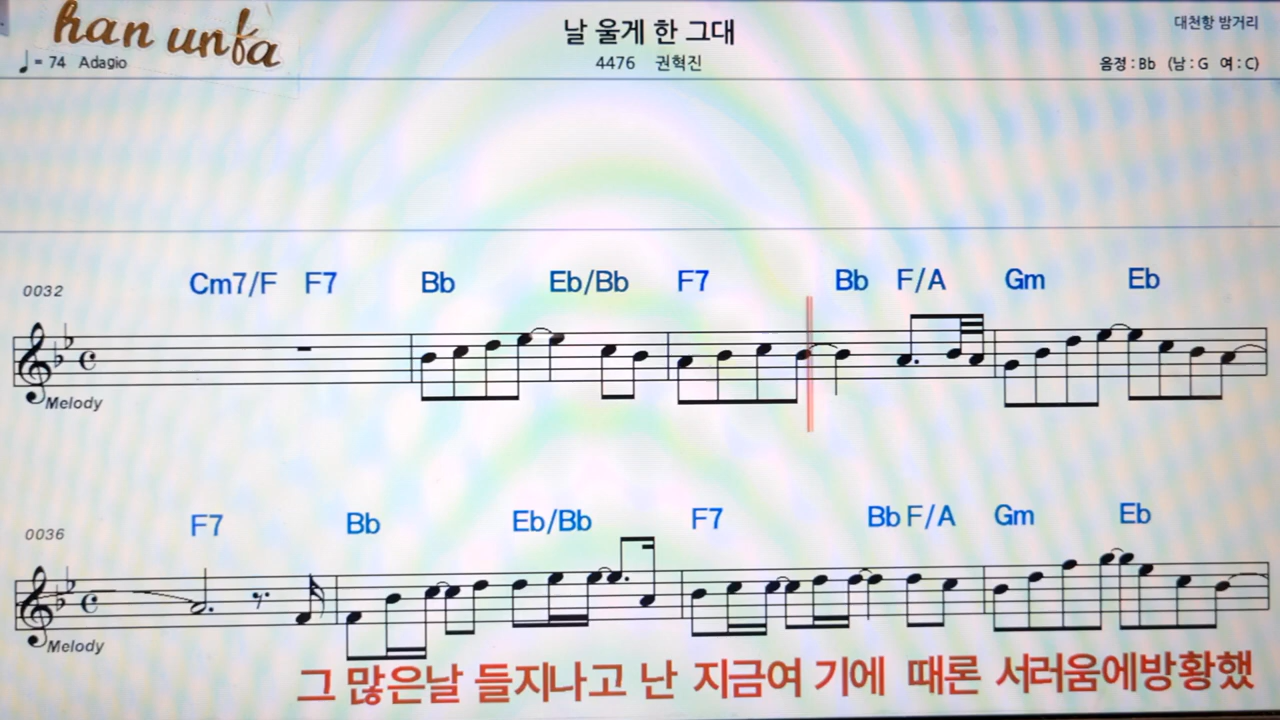 han unfa
날 울게 한 그대
대천항 밤거리
♩= 74 Adagio
4476 권혁진
음정 : Bb (남 : G 여 : C)
0032
Cm7/F F7 Bb Eb/Bb F7 Bb F/A Gm Eb
Melody
0036
F7 Bb Eb/Bb F7 Bb F/A Gm Eb
Melody
그 많은날 들지나고 난 지금여 기에 때론 서러움에방황했